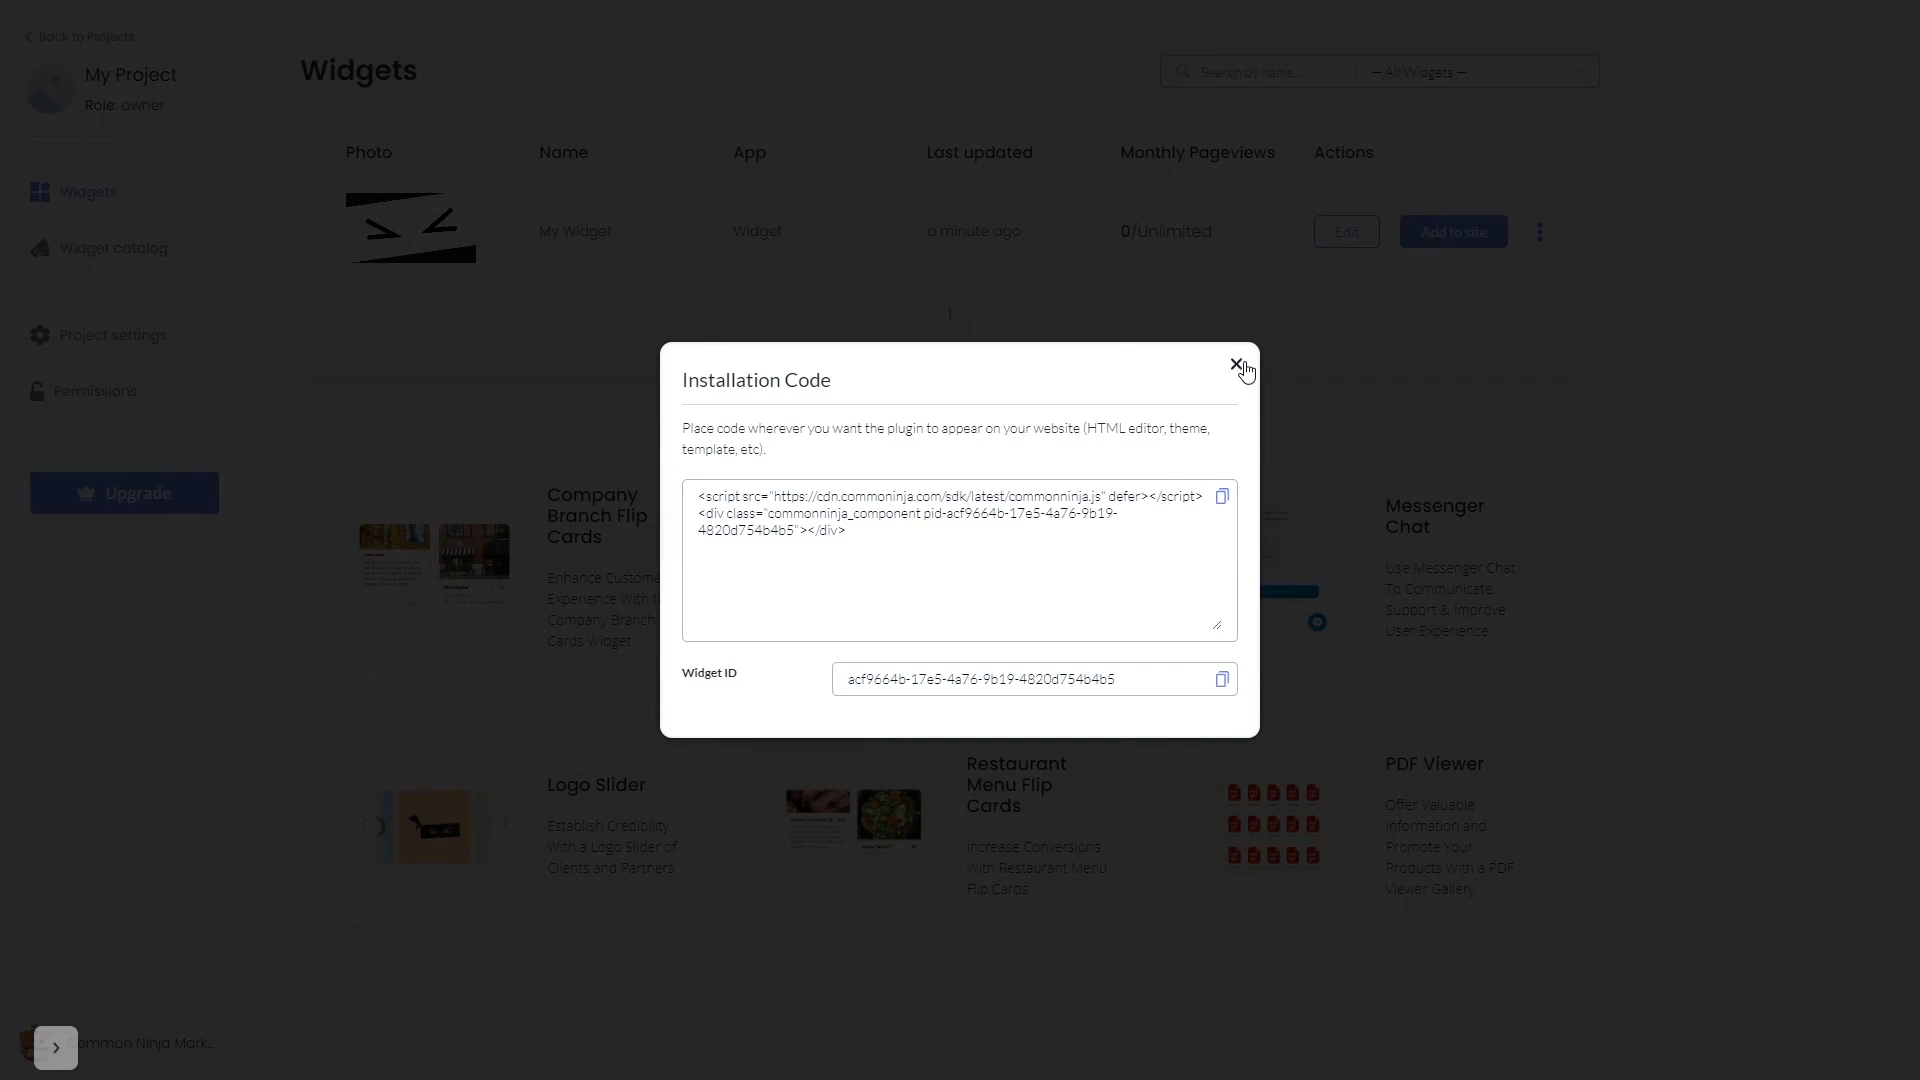 Back to Projects
My Project
Role: owner
Widgets
Widget catalog
Project settings
Permissions
Upgrade
Common Ninja Mark...
Widgets
Search by name...
— All Widgets —
Photo
Name
App
Last updated
Monthly Pageviews
Actions
My Widget
Widget
a minute ago
0/Unlimited
Edit
Add to site
1
Installation Code
Place code wherever you want the plugin to appear on your website (HTML editor, theme,
template, etc).
<script src="https://cdn.commoninja.com/sdk/latest/commonninja.js" defer></script>
<div class="commonninja_component pid-acf9664b-17e5-4a76-9b19-
4820d754b4b5"></div>
Widget ID
acf9664b-17e5-4a76-9b19-4820d754b4b5
Company
Branch Flip
Cards
Enhance Custome
Experience With
Company Branch
Cards Widget
Messenger
Chat
Use Messenger Chat
To Communicate,
Support & Improve
User Experience
Logo Slider
Establish Credibility
With a Logo Slider of
Clients and Partners
Restaurant
Menu Flip
Cards
Increase Conversions
With Restaurant Menu
Flip Cards
PDF Viewer
Offer Valuable
Information and
Promote Your
Products With a PDF
Viewer Gallery